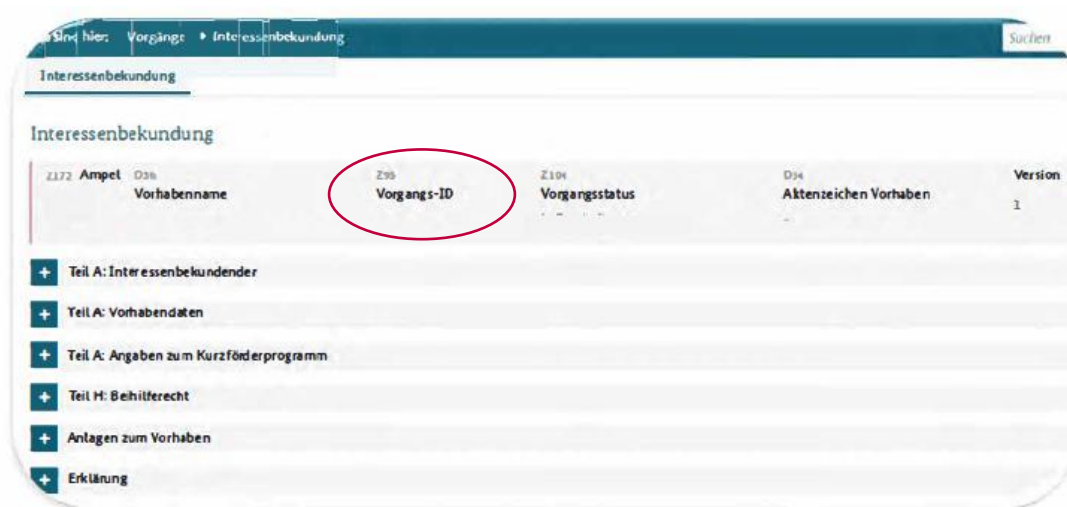 Sind hier: Vorgänge ▸ Interessenbekundung Suchen
Interessenbekundung
Interessenbekundung
Z172 Ampel D36 Z95 Z104 D34 Version
Vorhabenname Vorgangs-ID Vorgangsstatus Aktenzeichen Vorhaben
1
+ Teil A: Interessenbekundender
+ Teil A: Vorhabendaten
+ Teil A: Angaben zum Kurzförderprogramm
+ Teil H: Beihilferecht
+ Anlagen zum Vorhaben
+ Erklärung